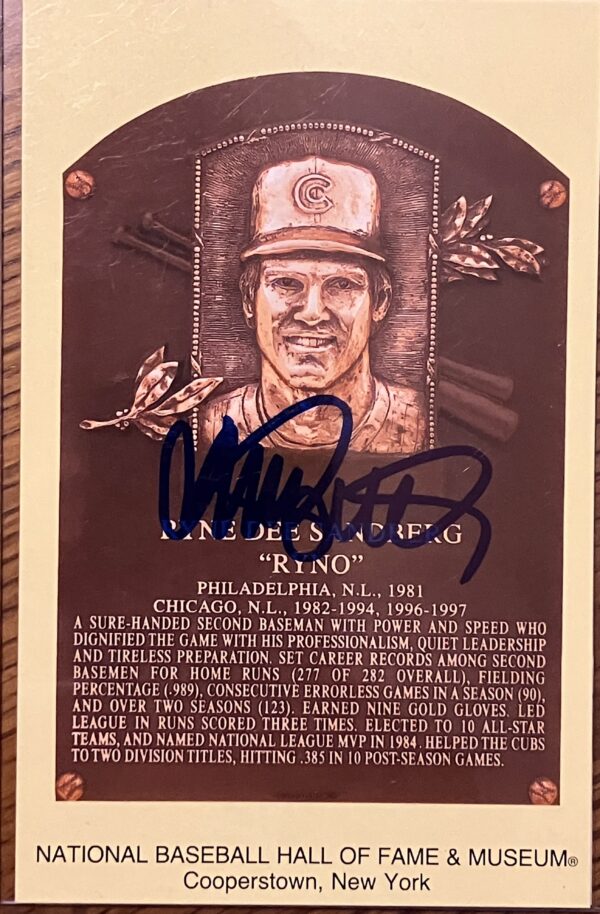 C
RYNE DEE SANDBERG
“RYNO”
PHILADELPHIA, N.L., 1981
CHICAGO, N.L., 1982-1994, 1996-1997
A SURE-HANDED SECOND BASEMAN WITH POWER AND SPEED WHO
DIGNIFIED THE GAME WITH HIS PROFESSIONALISM, QUIET LEADERSHIP
AND TIRELESS PREPARATION. SET CAREER RECORDS AMONG SECOND
BASEMEN FOR HOME RUNS (277 OF 282 OVERALL), FIELDING
PERCENTAGE (.989), CONSECUTIVE ERRORLESS GAMES IN A SEASON (90),
AND OVER TWO SEASONS (123). EARNED NINE GOLD GLOVES. LED
LEAGUE IN RUNS SCORED THREE TIMES. ELECTED TO 10 ALL-STAR
TEAMS, AND NAMED NATIONAL LEAGUE MVP IN 1984. HELPED THE CUBS
TO TWO DIVISION TITLES, HITTING .385 IN 10 POST-SEASON GAMES.
NATIONAL BASEBALL HALL OF FAME & MUSEUM®
Cooperstown, New York